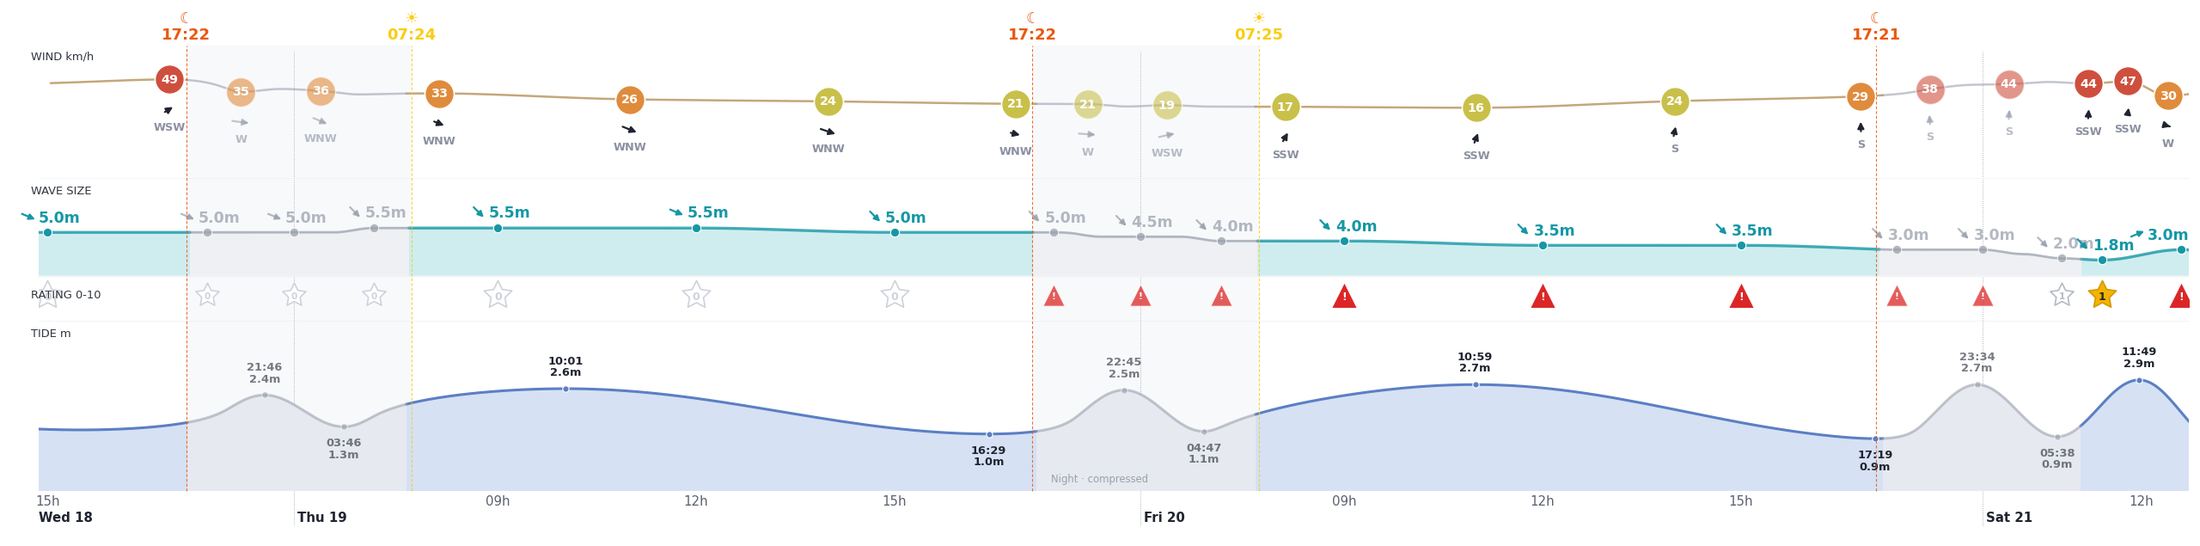 17:22 07:24 17:22 07:25 17:21
WIND km/h
49 35 36 33 26 24 21 21 19 17 16 24 29 38 44 44 47 30
WSW W WNW WNW WNW WNW WNW W WSW SSW SSW S S S S SSW SSW W
WAVE SIZE
5.0m 5.0m 5.0m 5.5m 5.5m 5.5m 5.0m 5.0m 4.5m 4.0m 4.0m 3.5m 3.5m 3.0m 3.0m 2.0m 1.8m 3.0m
RATING 0-10
0 0 0 0 0 0 ! ! ! ! ! ! ! ! 1 1 !
TIDE m
21:46
2.4m
03:46
1.3m
10:01
2.6m
16:29
1.0m
22:45
2.5m
04:47
1.1m
10:59
2.7m
17:19
0.9m
23:34
2.7m
05:38
0.9m
11:49
2.9m
Night · compressed
15h 09h 12h 15h 09h 12h 15h 12h
Wed 18 Thu 19 Fri 20 Sat 21